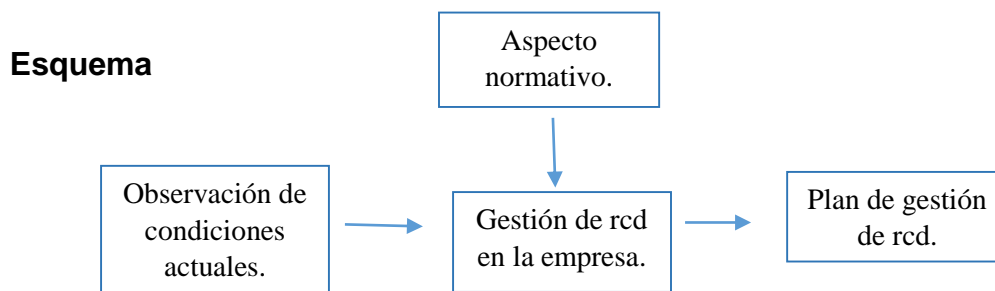 Esquema
Aspecto
normativo.
Observación de
condiciones
actuales.
Gestión de rcd
en la empresa.
Plan de gestión
de rcd.